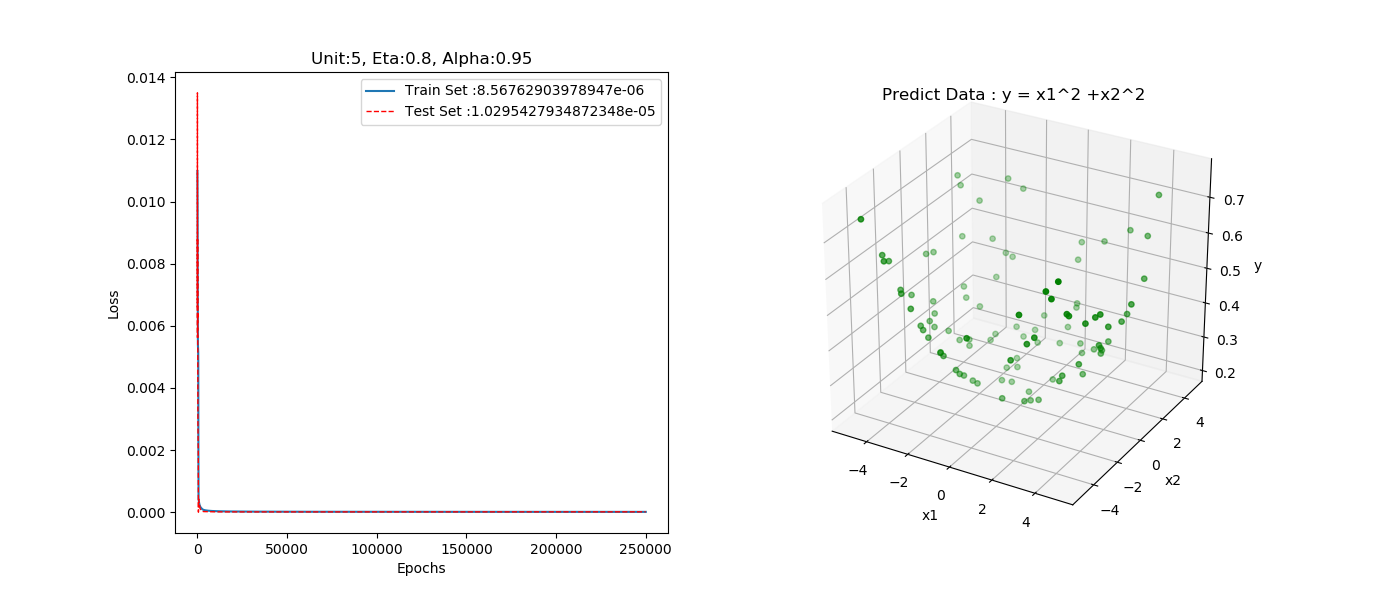 Unit:5, Eta:0.8, Alpha:0.95
Train Set :8.56762903978947e-06
Test Set :1.0295427934872348e-05
0.014
0.012
0.010
0.008
0.006
0.004
0.002
0.000
Loss
0 50000 100000 150000 200000 250000
Epochs
Predict Data : y = x1^2 +x2^2
0.7
0.6
0.5
0.4
0.3
0.2
y
−4 −2 0 2 4
x1
−4 −2 0 2 4
x2